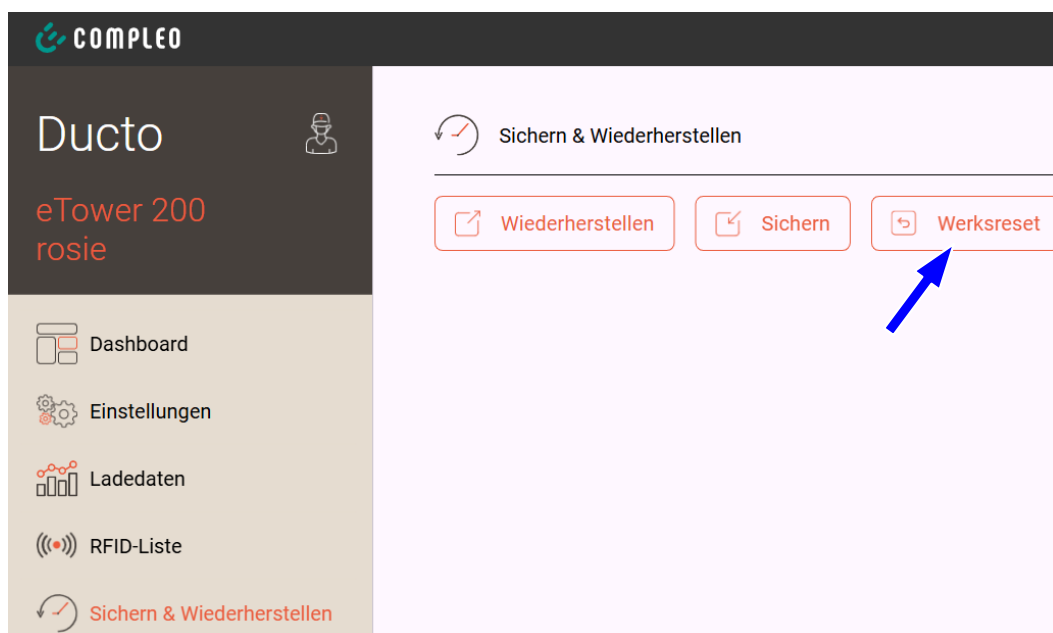 COMPLEO
Ducto
eTower 200
rosie
Dashboard
Einstellungen
Ladedaten
RFID-Liste
Sichern & Wiederherstellen
Sichern & Wiederherstellen
Wiederherstellen
Sichern
Werksreset